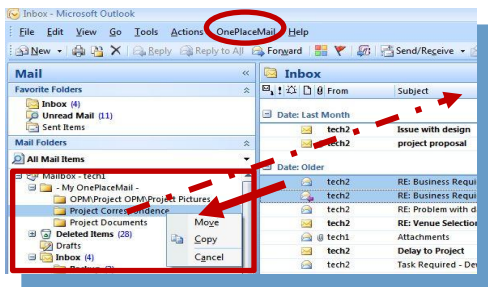 Inbox - Microsoft Outlook
File Edit View Go Tools Actions OnePlaceMail Help
New Reply Reply to All Forward Send/Receive
Mail «
Favorite Folders
Inbox (4)
Unread Mail (11)
Sent Items
Mail Folders
All Mail Items
Mailbox - tech1
- My OnePlaceMail -
OPM\Project OPM\Project Pictures
Project Correspondence
Project Documents
Deleted Items (28)
Drafts
Inbox (4)
Move
Copy
Cancel
Inbox
From Subject
Date: Last Month
tech2 Issue with design
tech2 project proposal
Date: Older
tech2 RE: Business Requi
tech2 RE: Business Requi
tech2 RE: Problem with d
tech2 RE: Venue Selection
tech1 Attachments
tech2 Delay to Project
tech2 Task Required - Dev